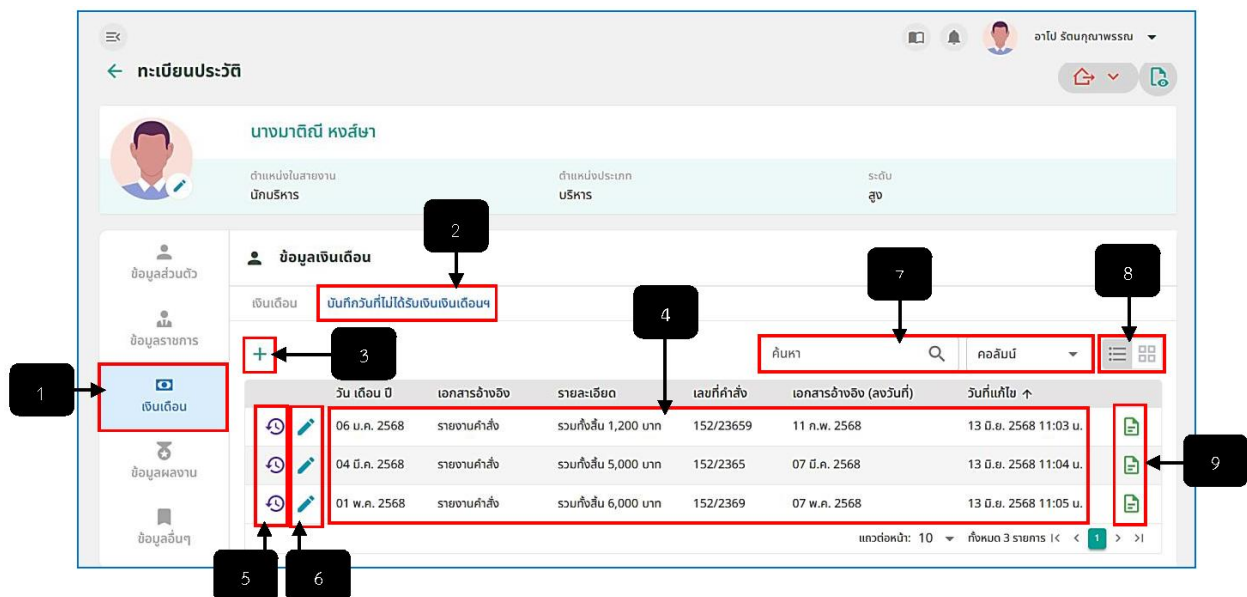 อาโป รัตนกุณาพรรณ
ทะเบียนประวัติ
นางมาติณี หงส์ษา
ตำแหน่งในสายงาน ตำแหน่งประเภท ระดับ
นักบริหาร บริหาร สูง
2
ข้อมูลส่วนตัว
ข้อมูลเงินเดือน
7
8
เงินเดือน บันทึกวันที่ไม่ได้รับเงินเงินเดือนฯ
4
ข้อมูลราชการ
+ 3 ค้นหา คอลัมน์
1
เงินเดือน
วัน เดือน ปี เอกสารอ้างอิง รายละเอียด เลขที่คำสั่ง เอกสารอ้างอิง (ลงวันที่) วันที่แก้ไข ↑
06 ม.ค. 2568 รายงานคำสั่ง รวมทั้งสิ้น 1,200 บาท 152/23659 11 ก.พ. 2568 13 มิ.ย. 2568 11:03 น.
ข้อมูลผลงาน
04 มี.ค. 2568 รายงานคำสั่ง รวมทั้งสิ้น 5,000 บาท 152/2365 07 มี.ค. 2568 13 มิ.ย. 2568 11:04 น.
9
01 พ.ค. 2568 รายงานคำสั่ง รวมทั้งสิ้น 6,000 บาท 152/2369 07 พ.ค. 2568 13 มิ.ย. 2568 11:05 น.
ข้อมูลอื่นๆ
แถวต่อหน้า: 10 ทั้งหมด 3 รายการ |< < 1 > >|
5 6